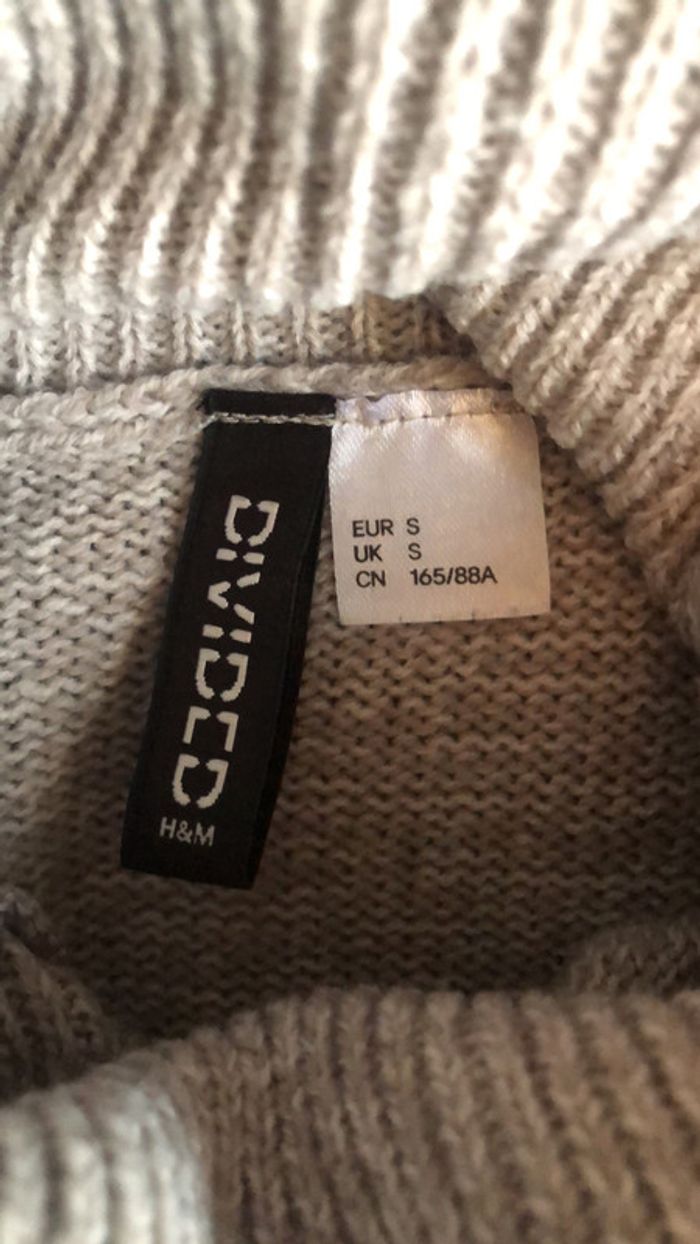 DIVIDED
H&M
EUR S
UK S
CN 165/88A